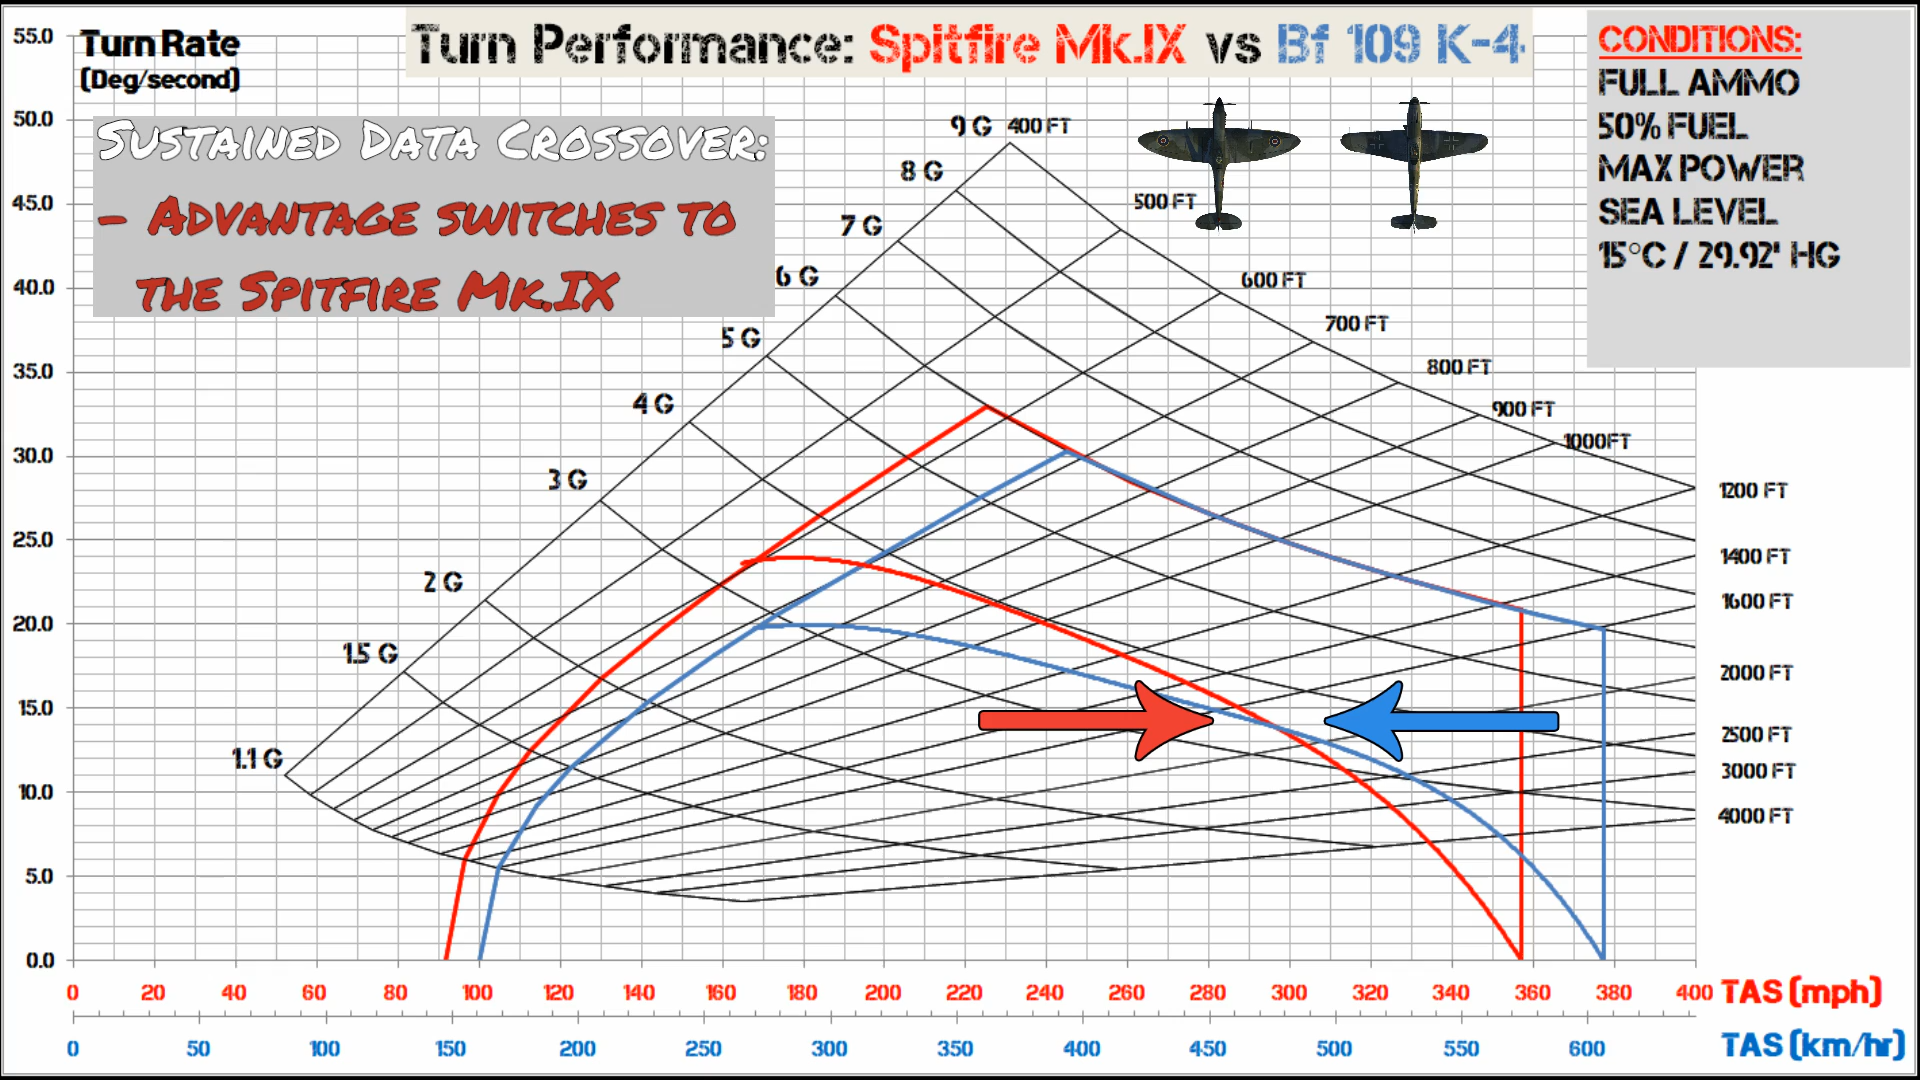 Turn Performance: Spitfire Mk.IX vs Bf 109 K-4
Turn Rate
(Deg/second)
CONDITIONS:
FULL AMMO
50% FUEL
MAX POWER
SEA LEVEL
15°C / 29.92' HG
Sustained Data Crossover:
- Advantage switches to
the Spitfire Mk.IX
55.0
50.0
45.0
40.0
35.0
30.0
25.0
20.0
15.0
10.0
5.0
0.0
9 G
8 G
7 G
6 G
5 G
4 G
3 G
2 G
1.5 G
1.1 G
400 FT
500 FT
600 FT
700 FT
800 FT
900 FT
1000FT
1200 FT
1400 FT
1600 FT
2000 FT
2500 FT
3000 FT
4000 FT
0 20 40 60 80 100 120 140 160 180 200 220 240 260 280 300 320 340 360 380 400 TAS (mph)
0 50 100 150 200 250 300 350 400 450 500 550 600 TAS (km/hr)